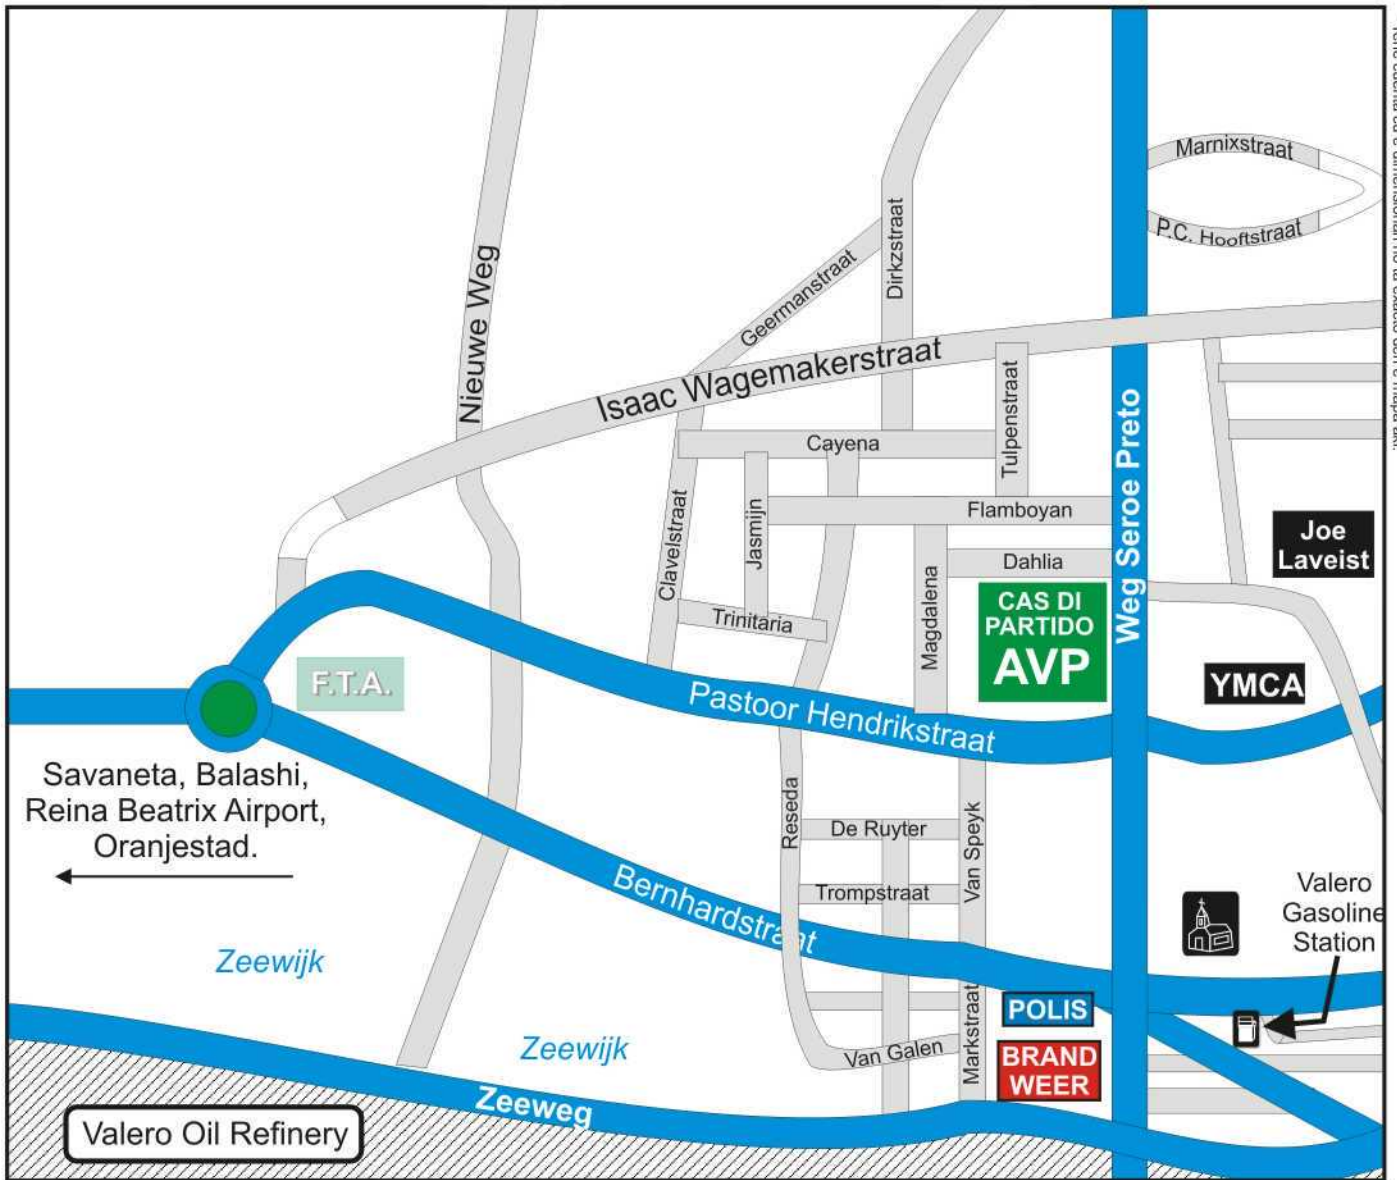 Marnixstraat
P.C. Hooftstraat
Dirkzstraat
Geermanstraat
Nieuwe Weg
Isaac Wagemakerstraat
Tulpenstraat
Weg Seroe Preto
Cayena
Flamboyan
Jasmijn
Clavelstraat
Joe
Laveist
Dahlia
Magdalena
Trinitaria
CAS DI
PARTIDO
AVP
F.T.A.
YMCA
Pastoor Hendrikstraat
Savaneta, Balashi,
Reina Beatrix Airport,
Oranjestad.
Reseda
De Ruyter
Van Speyk
Trompstraat
Bernhardstraat
Valero
Gasoline
Station
Zeewijk
Zeewijk
POLIS
BRAND
WEER
Van Galen
Markstraat
Zeeweg
Valero Oil Refinery